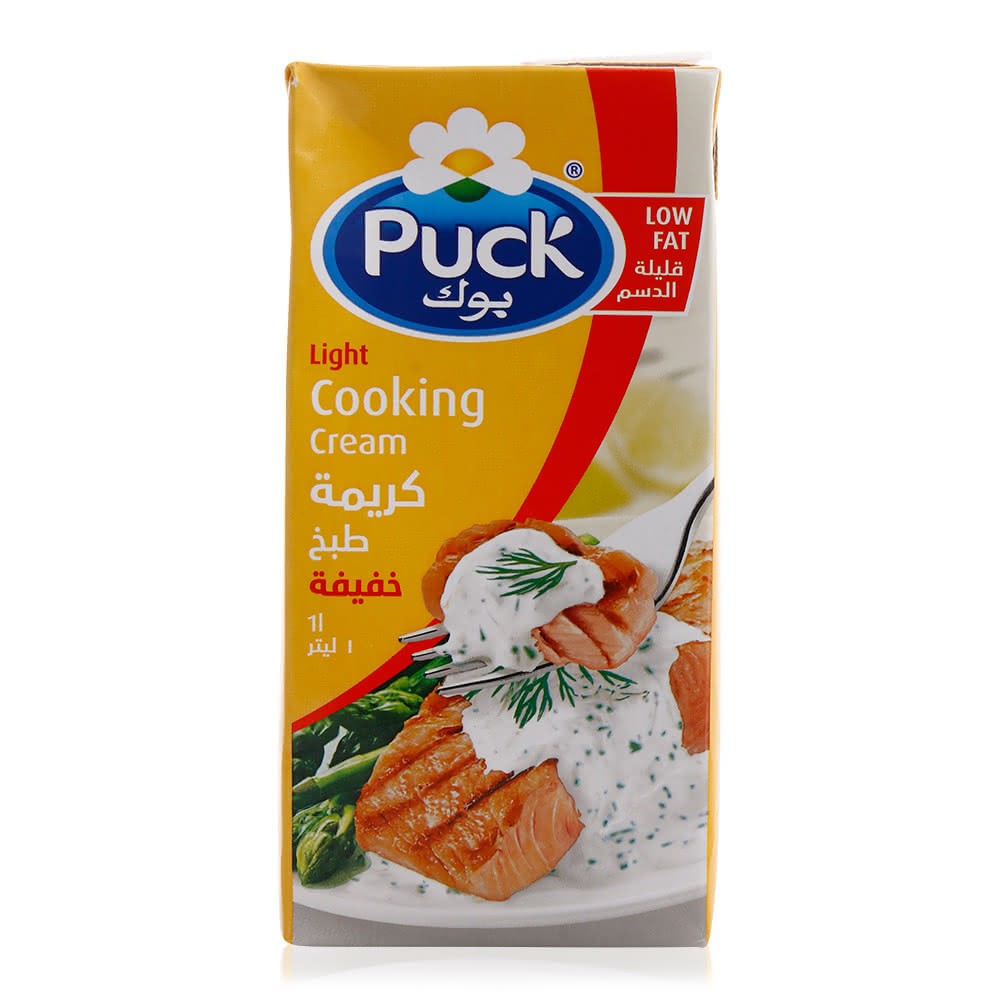 ®
Puck
بوك
LOW
FAT
قليلة
الدسم
Light
Cooking
Cream
كريمة
طبخ
خفيفة
1l
١ ليتر